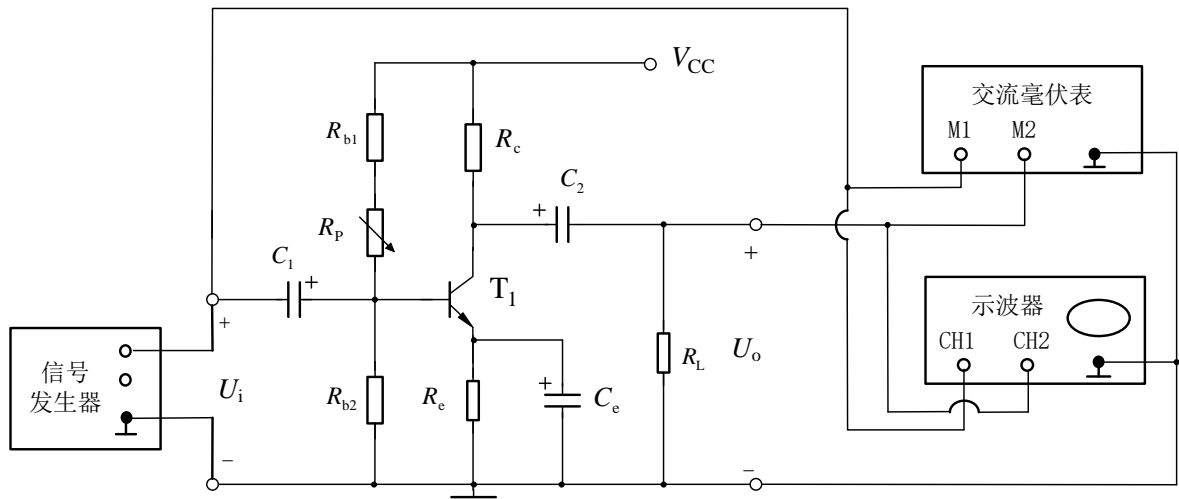 V_CC
交流毫伏表
M1 M2
R_b1
R_c
C_2
+
R_P
+
C_1
+
T_1
+
示波器
CH1 CH2
信号
发生器
U_i
R_b2
R_e
+
C_e
R_L
U_o
−
−